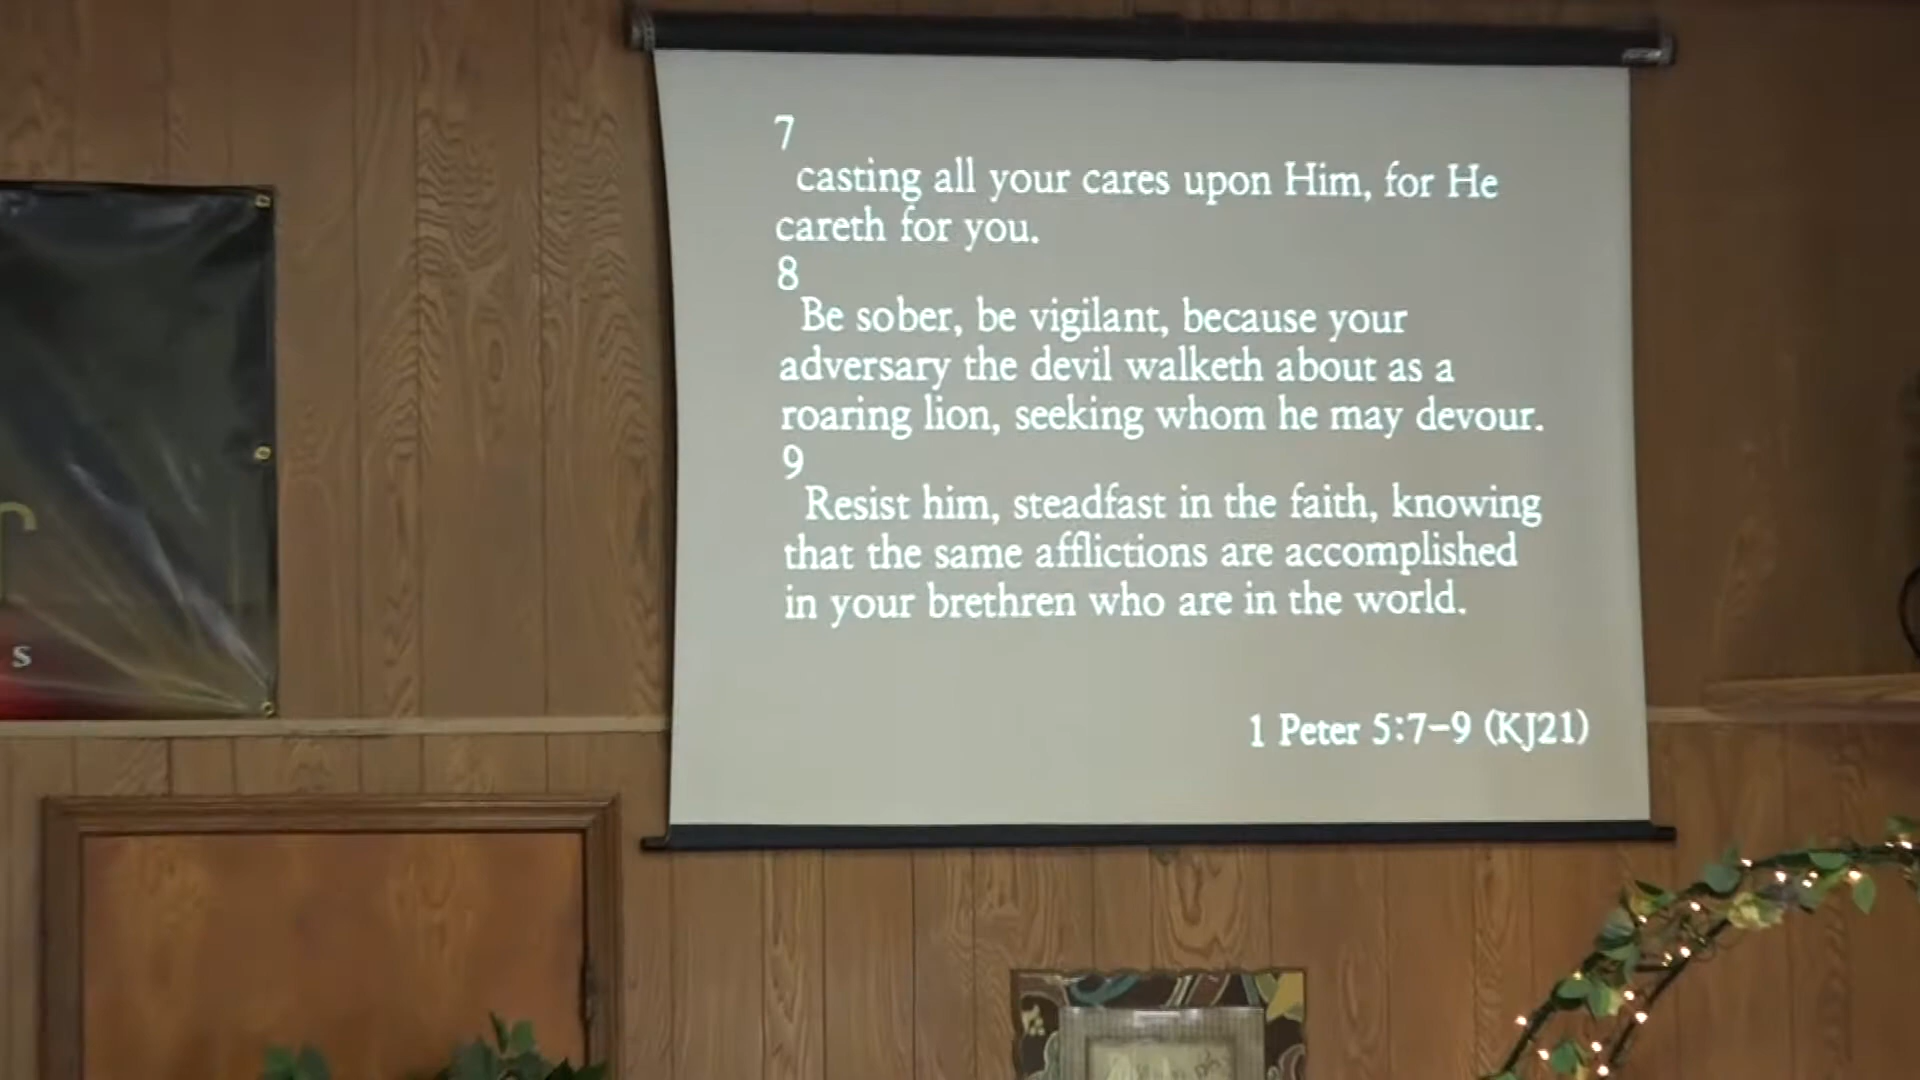 7
casting all your cares upon Him, for He
careth for you.
8
Be sober, be vigilant, because your
adversary the devil walketh about as a
roaring lion, seeking whom he may devour.
9
Resist him, steadfast in the faith, knowing
that the same afflictions are accomplished
in your brethren who are in the world.
1 Peter 5:7–9 (KJ21)
s